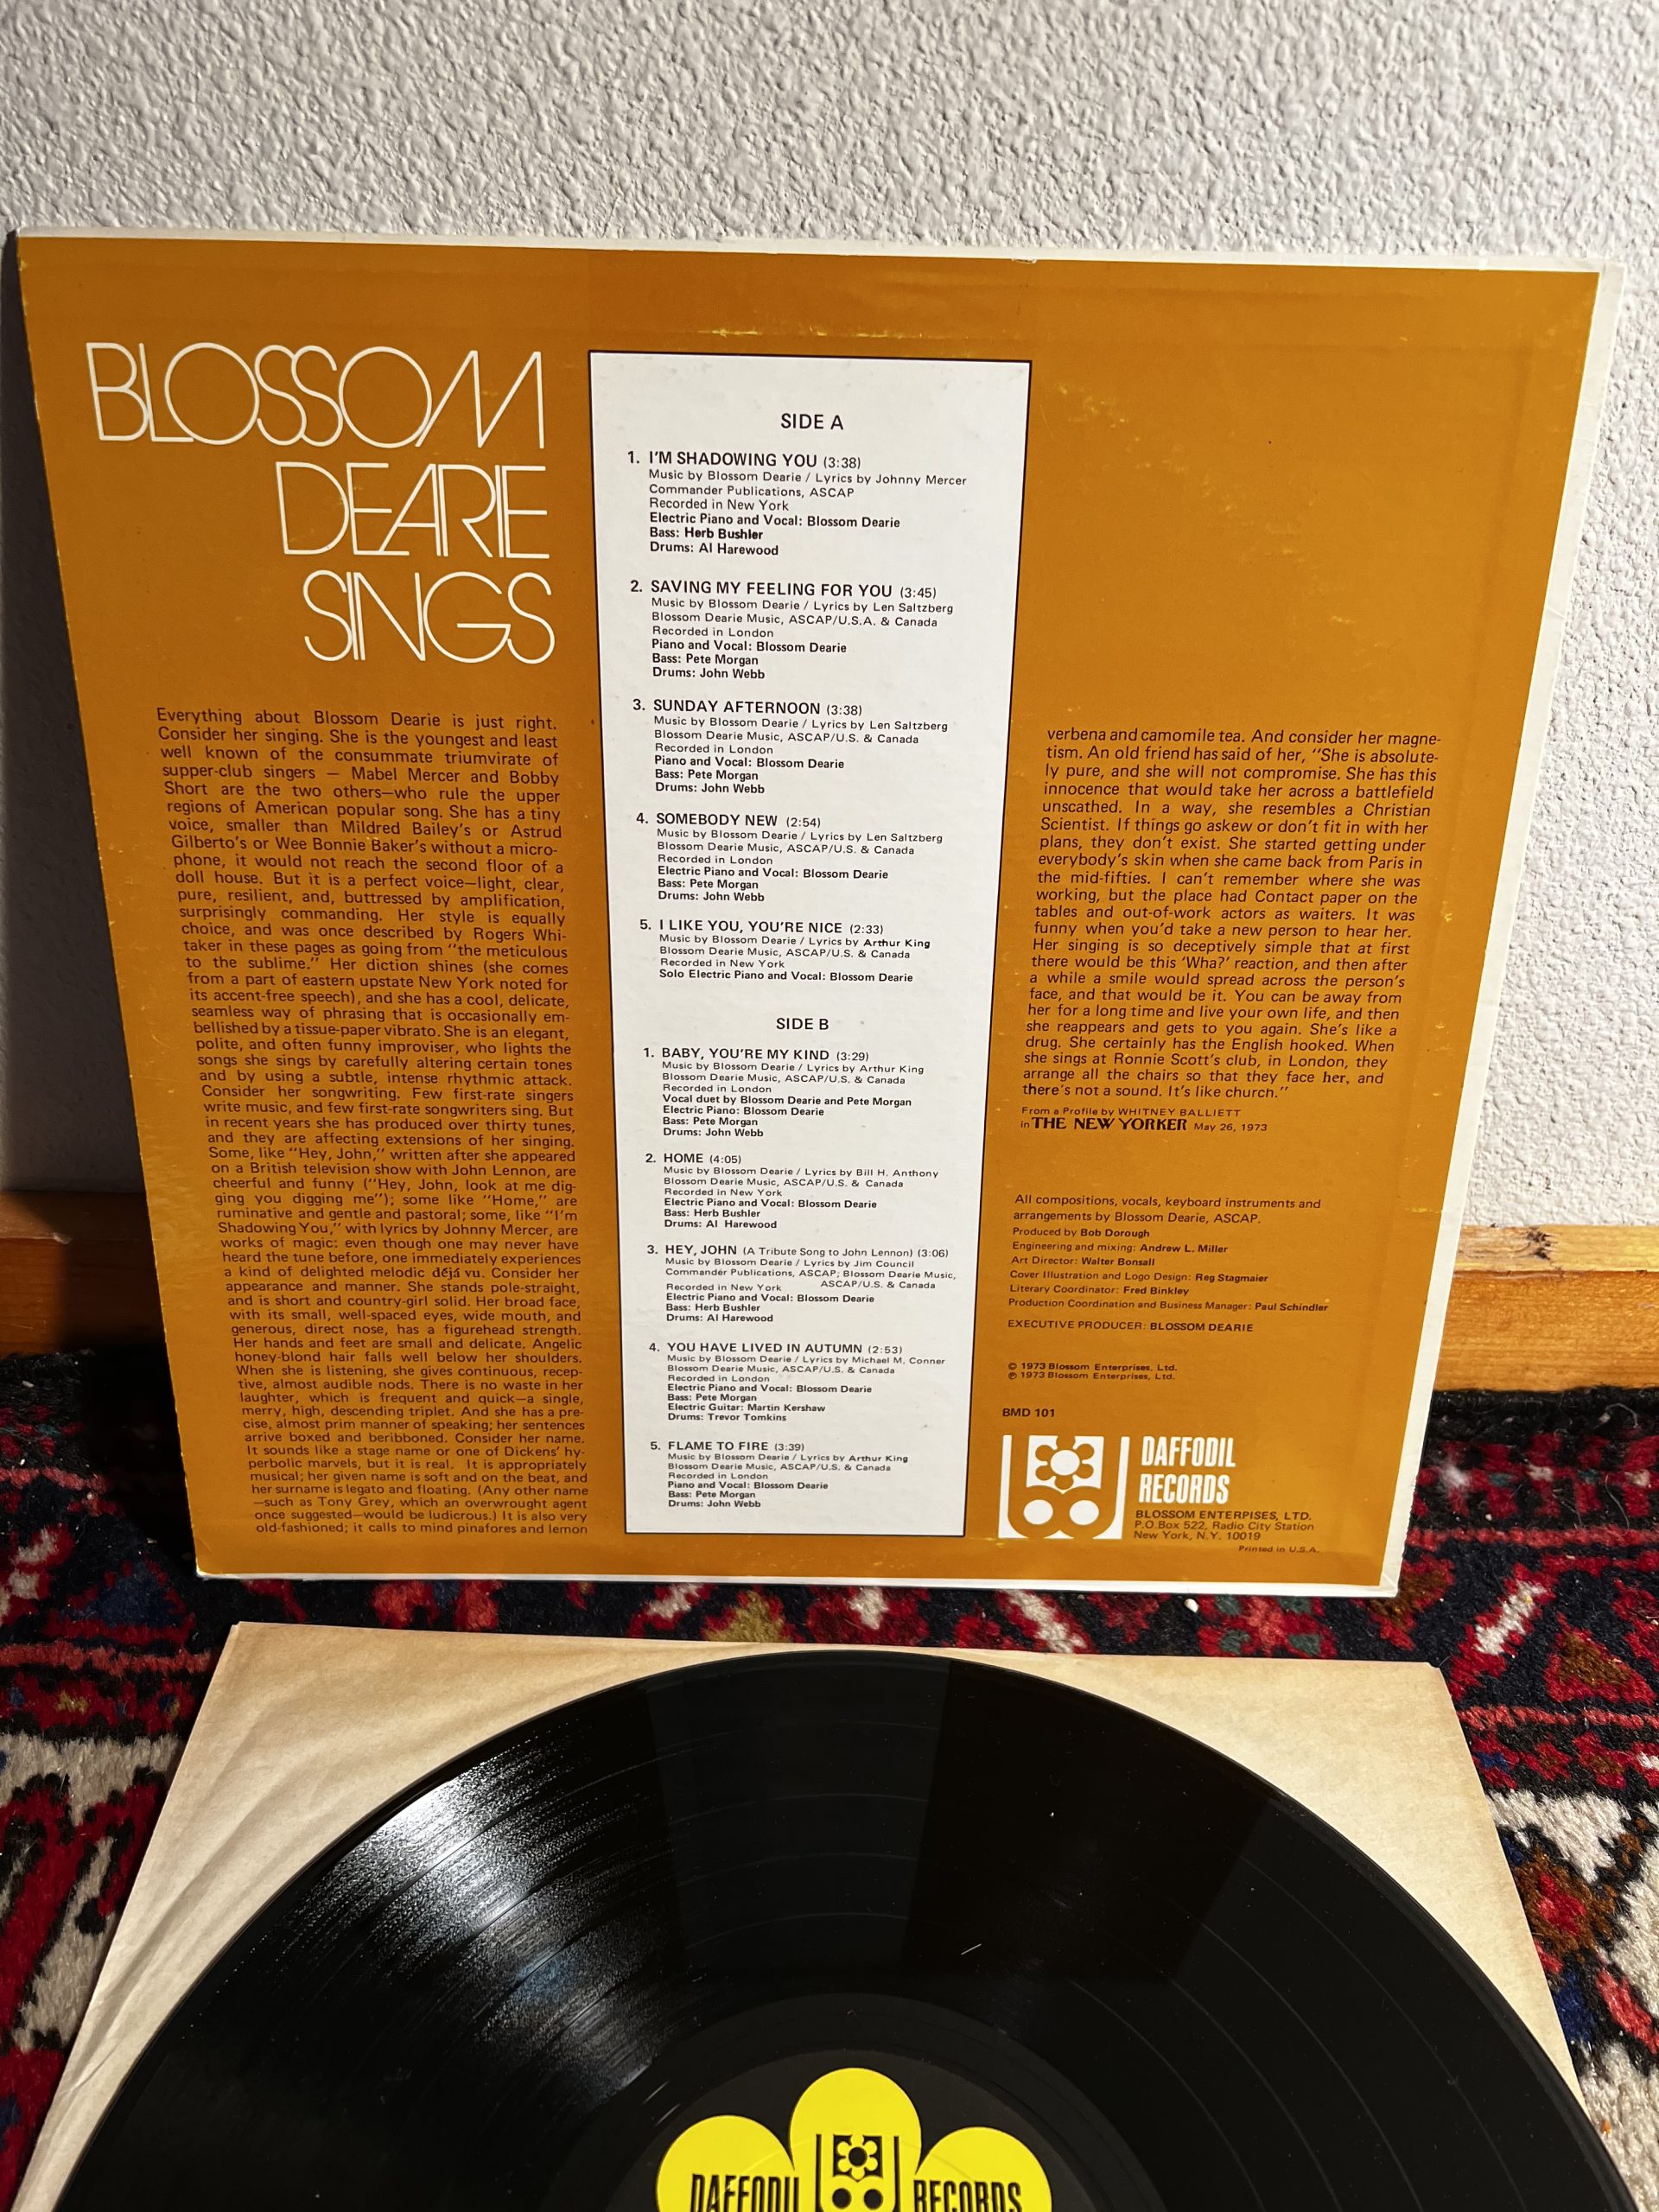 BLOSSOM
DEARIE
SINGS
Everything about Blossom Dearie is just right.
Consider her singing. She is the youngest and least
well known of the consummate triumvirate of
supper-club singers — Mabel Mercer and Bobby
Short are the two others—who rule the upper
regions of American popular song. She has a tiny
voice, smaller than Mildred Bailey's or Astrud
Gilberto's or Wee Bonnie Baker's without a micro-
phone, it would not reach the second floor of a
doll house. But it is a perfect voice—light, clear,
pure, resilient, and, buttressed by amplification,
surprisingly commanding. Her style is equally
choice, and was once described by Rogers Whi-
taker in these pages as going from "the meticulous
to the sublime." Her diction shines (she comes
from a part of eastern upstate New York noted for
its accent-free speech), and she has a cool, delicate,
seamless way of phrasing that is occasionally em-
bellished by a tissue-paper vibrato. She is an elegant,
polite, and often funny improviser, who lights the
songs she sings by carefully altering certain tones
and by using a subtle, intense rhythmic attack.
Consider her songwriting. Few first-rate singers
write music, and few first-rate songwriters sing. But
in recent years she has produced over thirty tunes,
and they are affecting extensions of her singing.
Some, like "Hey, John," written after she appeared
on a British television show with John Lennon, are
cheerful and funny ("Hey, John, look at me dig-
ging you digging me"); some like "Home," are
ruminative and gentle and pastoral; some, like "I'm
Shadowing You," with lyrics by Johnny Mercer, are
works of magic: even though one may never have
heard the tune before, one immediately experiences
a kind of delighted melodic déjá vu. Consider her
appearance and manner. She stands pole-straight,
and is short and country-girl solid. Her broad face,
with its small, well-spaced eyes, wide mouth, and
generous, direct nose, has a figurehead strength.
Her hands and feet are small and delicate. Angelic
honey-blond hair falls well below her shoulders.
When she is listening, she gives continuous, recep-
tive, almost audible nods. There is no waste in her
laughter, which is frequent and quick—a single,
merry, high, descending triplet. And she has a pre-
cise, almost prim manner of speaking; her sentences
arrive boxed and beribboned. Consider her name.
It sounds like a stage name or one of Dickens' hy-
perbolic marvels, but it is real. It is appropriately
musical; her given name is soft and on the beat, and
her surname is legato and floating. (Any other name
—such as Tony Grey, which an overwrought agent
once suggested—would be ludicrous.) It is also very
old-fashioned; it calls to mind pinafores and lemon
SIDE A
1. I'M SHADOWING YOU (3:38)
Music by Blossom Dearie / Lyrics by Johnny Mercer
Commander Publications, ASCAP
Recorded in New York
Electric Piano and Vocal: Blossom Dearie
Bass: Herb Bushler
Drums: Al Harewood
2. SAVING MY FEELING FOR YOU (3:45)
Music by Blossom Dearie / Lyrics by Len Saltzberg
Blossom Dearie Music, ASCAP/U.S.A. & Canada
Recorded in London
Piano and Vocal: Blossom Dearie
Bass: Pete Morgan
Drums: John Webb
3. SUNDAY AFTERNOON (3:38)
Music by Blossom Dearie / Lyrics by Len Saltzberg
Blossom Dearie Music, ASCAP/U.S. & Canada
Recorded in London
Piano and Vocal: Blossom Dearie
Bass: Pete Morgan
Drums: John Webb
4. SOMEBODY NEW (2:54)
Music by Blossom Dearie / Lyrics by Len Saltzberg
Blossom Dearie Music, ASCAP/U.S. & Canada
Recorded in London
Electric Piano and Vocal: Blossom Dearie
Bass: Pete Morgan
Drums: John Webb
5. I LIKE YOU, YOU'RE NICE (2:33)
Music by Blossom Dearie / Lyrics by Arthur King
Blossom Dearie Music, ASCAP/U.S. & Canada
Recorded in New York
Solo Electric Piano and Vocal: Blossom Dearie
SIDE B
1. BABY, YOU'RE MY KIND (3:29)
Music by Blossom Dearie / Lyrics by Arthur King
Blossom Dearie Music, ASCAP/U.S. & Canada
Recorded in London
Vocal duet by Blossom Dearie and Pete Morgan
Electric Piano: Blossom Dearie
Bass: Pete Morgan
Drums: John Webb
2. HOME (4:05)
Music by Blossom Dearie / Lyrics by Bill H. Anthony
Blossom Dearie Music, ASCAP/U.S. & Canada
Recorded in New York
Electric Piano and Vocal: Blossom Dearie
Bass: Herb Bushler
Drums: Al Harewood
3. HEY, JOHN (A Tribute Song to John Lennon) (3:06)
Music by Blossom Dearie / Lyrics by Jim Council
Commander Publications, ASCAP; Blossom Dearie Music,
ASCAP/U.S. & Canada
Recorded in New York
Electric Piano and Vocal: Blossom Dearie
Bass: Herb Bushler
Drums: Al Harewood
4. YOU HAVE LIVED IN AUTUMN (2:53)
Music by Blossom Dearie / Lyrics by Michael M. Conner
Blossom Dearie Music, ASCAP/U.S. & Canada
Recorded in London
Electric Piano and Vocal: Blossom Dearie
Bass: Pete Morgan
Electric Guitar: Martin Kershaw
Drums: Trevor Tomkins
5. FLAME TO FIRE (3:39)
Music by Blossom Dearie / Lyrics by Arthur King
Blossom Dearie Music, ASCAP/U.S. & Canada
Recorded in London
Piano and Vocal: Blossom Dearie
Bass: Pete Morgan
Drums: John Webb
verbena and camomile tea. And consider her magne-
tism. An old friend has said of her, "She is absolute-
ly pure, and she will not compromise. She has this
innocence that would take her across a battlefield
unscathed. In a way, she resembles a Christian
Scientist. If things go askew or don't fit in with her
plans, they don't exist. She started getting under
everybody's skin when she came back from Paris in
the mid-fifties. I can't remember where she was
working, but the place had Contact paper on the
tables and out-of-work actors as waiters. It was
funny when you'd take a new person to hear her.
Her singing is so deceptively simple that at first
there would be this 'Wha?' reaction, and then after
a while a smile would spread across the person's
face, and that would be it. You can be away from
her for a long time and live your own life, and then
she reappears and gets to you again. She's like a
drug. She certainly has the English hooked. When
she sings at Ronnie Scott's club, in London, they
arrange all the chairs so that they face her, and
there's not a sound. It's like church."
From a Profile by WHITNEY BALLIETT
in THE NEW YORKER May 26, 1973
All compositions, vocals, keyboard instruments and
arrangements by Blossom Dearie, ASCAP.
Produced by Bob Dorough
Engineering and mixing: Andrew L. Miller
Art Director: Walter Bonsall
Cover Illustration and Logo Design: Reg Stagmaier
Literary Coordinator: Fred Binkley
Production Coordination and Business Manager: Paul Schindler
EXECUTIVE PRODUCER: BLOSSOM DEARIE
© 1973 Blossom Enterprises, Ltd.
℗ 1973 Blossom Enterprises, Ltd.
BMD 101
DAFFODIL
RECORDS
BLOSSOM ENTERPISES, LTD.
P.O.Box 522, Radio City Station
New York, N.Y. 10019
Printed in U.S.A.
DAFFODIL RECORDS